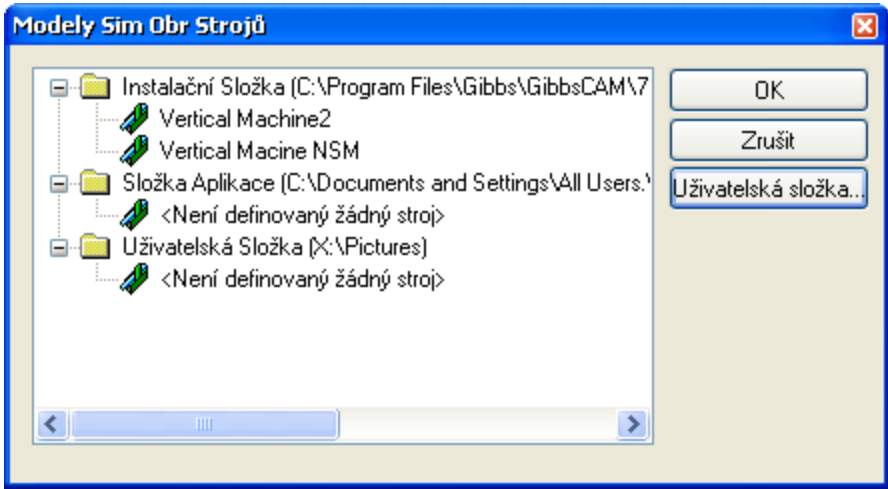 Modely Sim Obr Strojů
Instalační Složka (C:\Program Files\Gibbs\GibbsCAM\7
Vertical Machine2
Vertical Macine NSM
Složka Aplikace (C:\Documents and Settings\All Users.\
<Není definovaný žádný stroj>
Uživatelská Složka (X:\Pictures)
<Není definovaný žádný stroj>
OK
Zrušit
Uživatelská složka...